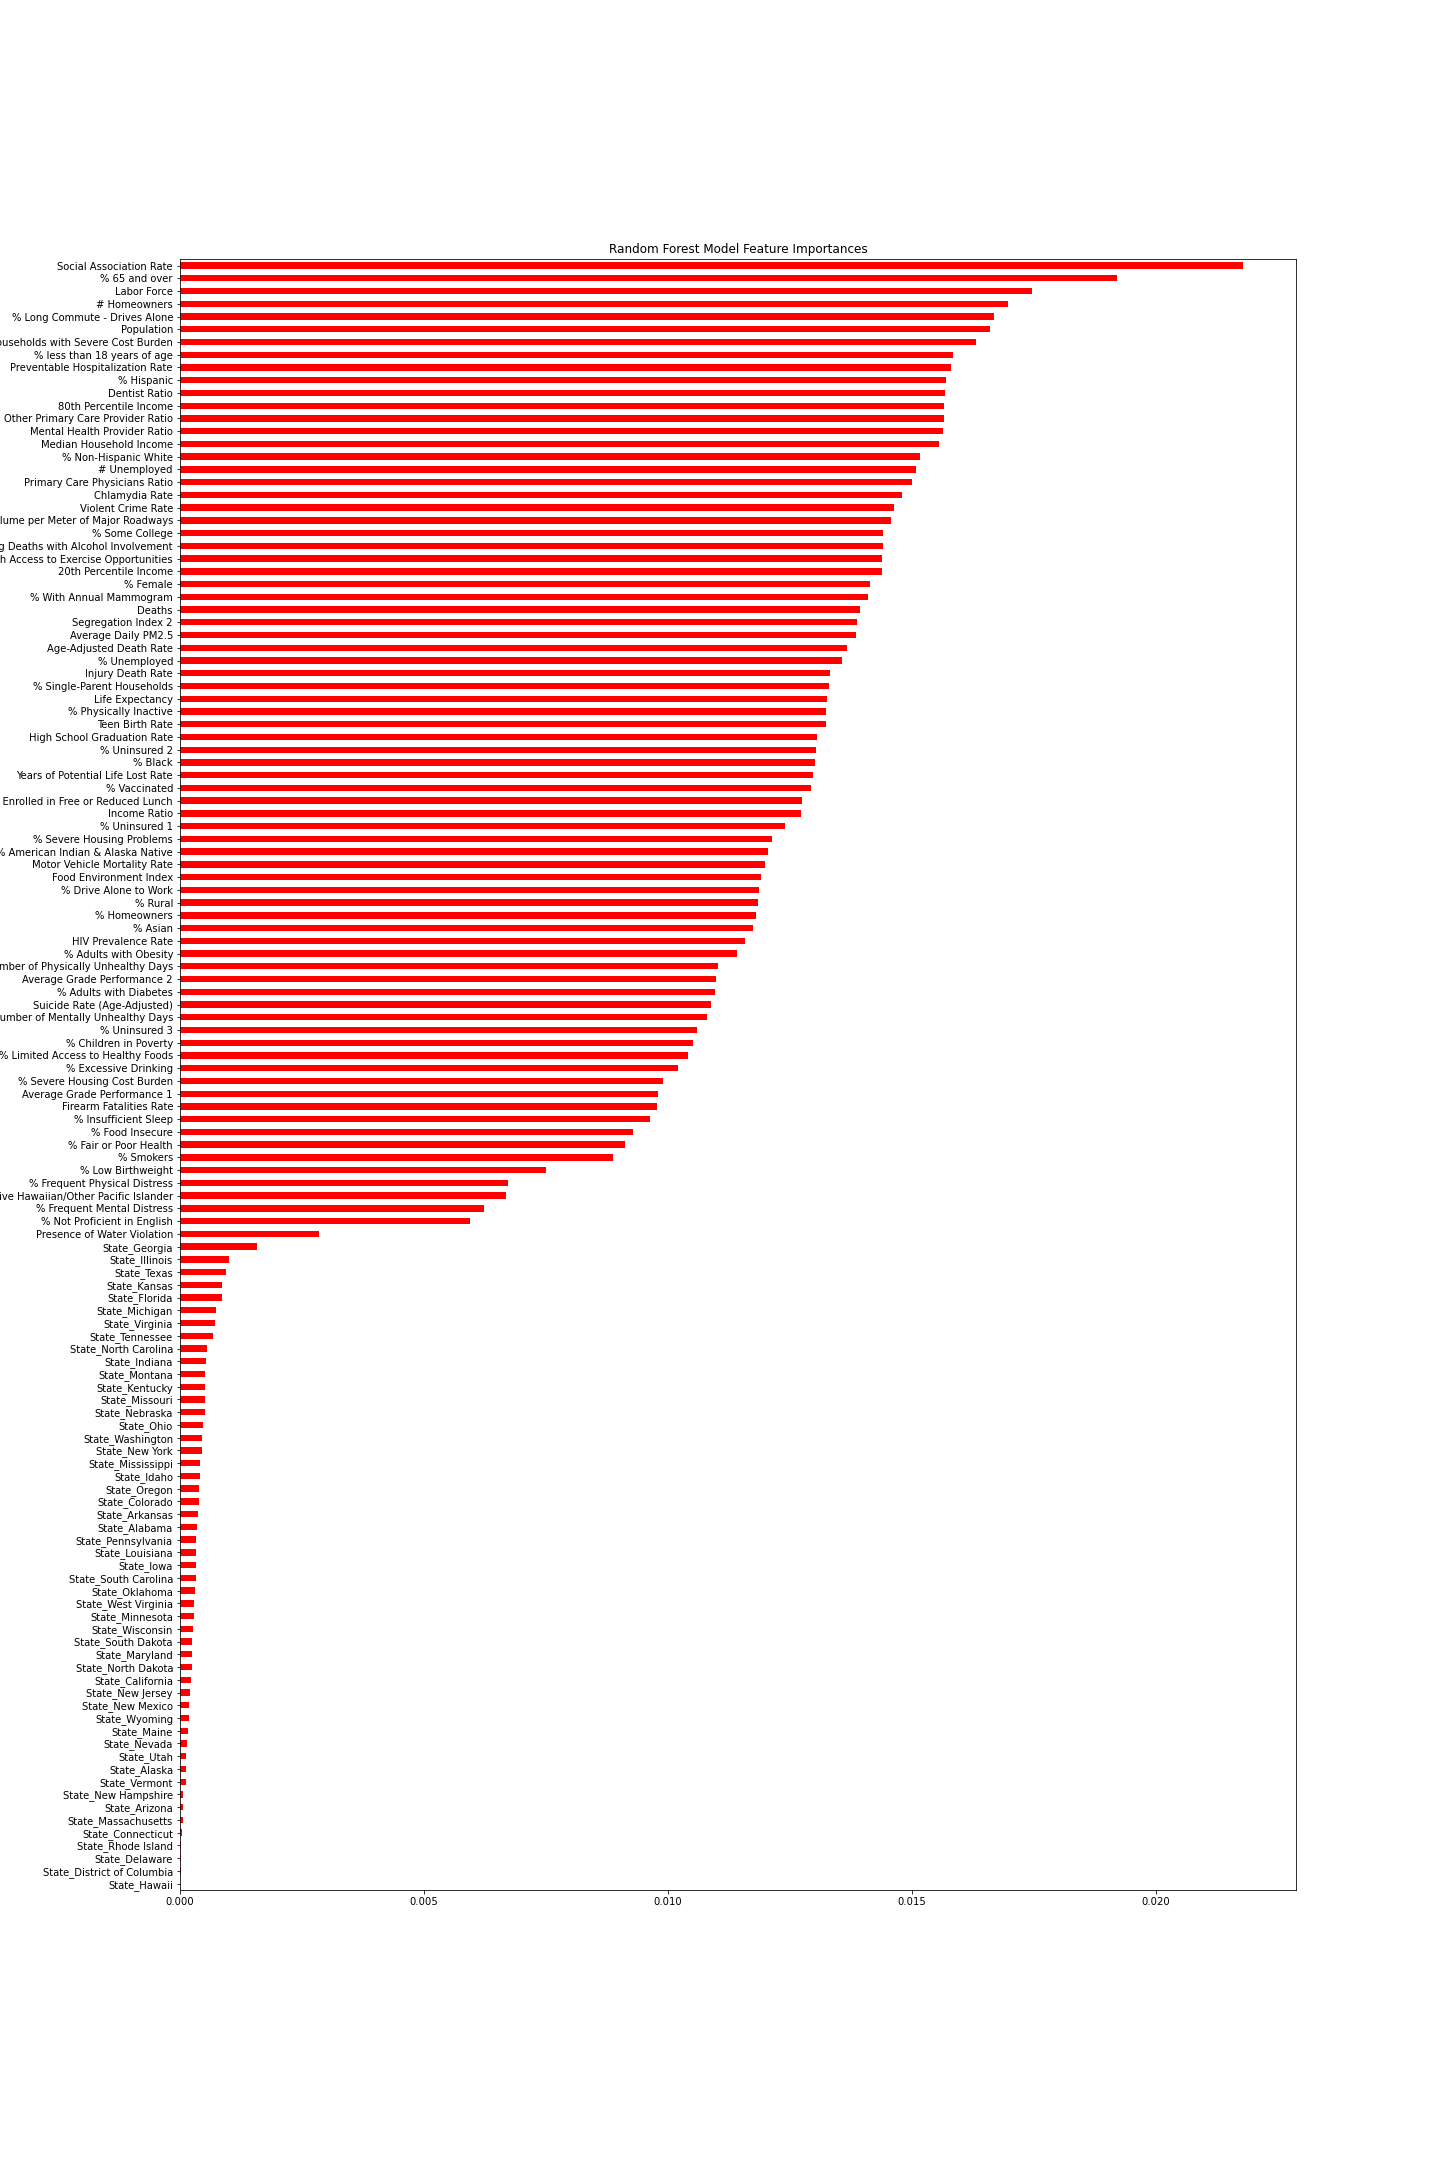 Random Forest Model Feature Importances
Social Association Rate
% 65 and over
Labor Force
# Homeowners
% Long Commute - Drives Alone
Population
useholds with Severe Cost Burden
% less than 18 years of age
Preventable Hospitalization Rate
% Hispanic
Dentist Ratio
80th Percentile Income
Other Primary Care Provider Ratio
Mental Health Provider Ratio
Median Household Income
% Non-Hispanic White
# Unemployed
Primary Care Physicians Ratio
Chlamydia Rate
Violent Crime Rate
lume per Meter of Major Roadways
% Some College
g Deaths with Alcohol Involvement
h Access to Exercise Opportunities
20th Percentile Income
% Female
% With Annual Mammogram
Deaths
Segregation Index 2
Average Daily PM2.5
Age-Adjusted Death Rate
% Unemployed
Injury Death Rate
% Single-Parent Households
Life Expectancy
% Physically Inactive
Teen Birth Rate
High School Graduation Rate
% Uninsured 2
% Black
Years of Potential Life Lost Rate
% Vaccinated
Enrolled in Free or Reduced Lunch
Income Ratio
% Uninsured 1
% Severe Housing Problems
% American Indian & Alaska Native
Motor Vehicle Mortality Rate
Food Environment Index
% Drive Alone to Work
% Rural
% Homeowners
% Asian
HIV Prevalence Rate
% Adults with Obesity
mber of Physically Unhealthy Days
Average Grade Performance 2
% Adults with Diabetes
Suicide Rate (Age-Adjusted)
umber of Mentally Unhealthy Days
% Uninsured 3
% Children in Poverty
% Limited Access to Healthy Foods
% Excessive Drinking
% Severe Housing Cost Burden
Average Grade Performance 1
Firearm Fatalities Rate
% Insufficient Sleep
% Food Insecure
% Fair or Poor Health
% Smokers
% Low Birthweight
% Frequent Physical Distress
ive Hawaiian/Other Pacific Islander
% Frequent Mental Distress
% Not Proficient in English
Presence of Water Violation
State_Georgia
State_Illinois
State_Texas
State_Kansas
State_Florida
State_Michigan
State_Virginia
State_Tennessee
State_North Carolina
State_Indiana
State_Montana
State_Kentucky
State_Missouri
State_Nebraska
State_Ohio
State_Washington
State_New York
State_Mississippi
State_Idaho
State_Oregon
State_Colorado
State_Arkansas
State_Alabama
State_Pennsylvania
State_Louisiana
State_Iowa
State_South Carolina
State_Oklahoma
State_West Virginia
State_Minnesota
State_Wisconsin
State_South Dakota
State_Maryland
State_North Dakota
State_California
State_New Jersey
State_New Mexico
State_Wyoming
State_Maine
State_Nevada
State_Utah
State_Alaska
State_Vermont
State_New Hampshire
State_Arizona
State_Massachusetts
State_Connecticut
State_Rhode Island
State_Delaware
State_District of Columbia
State_Hawaii
0.000 0.005 0.010 0.015 0.020